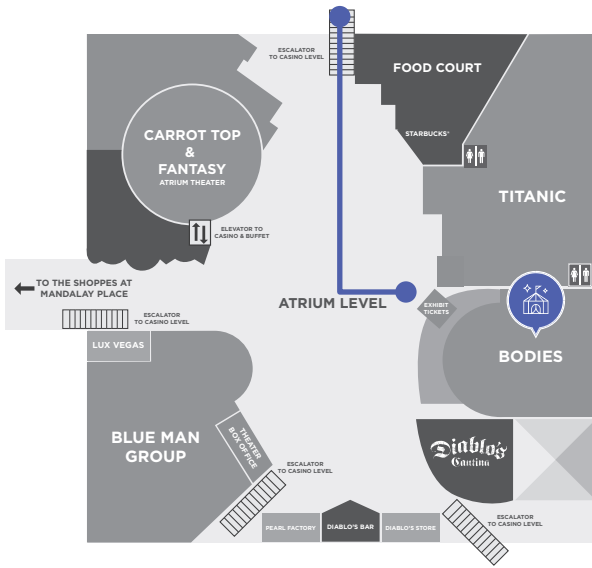 ESCALATOR
TO CASINO LEVEL
FOOD COURT
STARBUCKS®
CARROT TOP
&
FANTASY
ATRIUM THEATER
TITANIC
ELEVATOR TO
CASINO & BUFFET
TO THE SHOPPES AT
MANDALAY PLACE
ATRIUM LEVEL
EXHIBIT
TICKETS
ESCALATOR
TO CASINO LEVEL
LUX VEGAS
BODIES
BLUE MAN
GROUP
THEATER
BOX OFFICE
Diablo's
Cantina
ESCALATOR
TO CASINO LEVEL
PEARL FACTORY
DIABLO'S BAR
DIABLO'S STORE
ESCALATOR
TO CASINO LEVEL